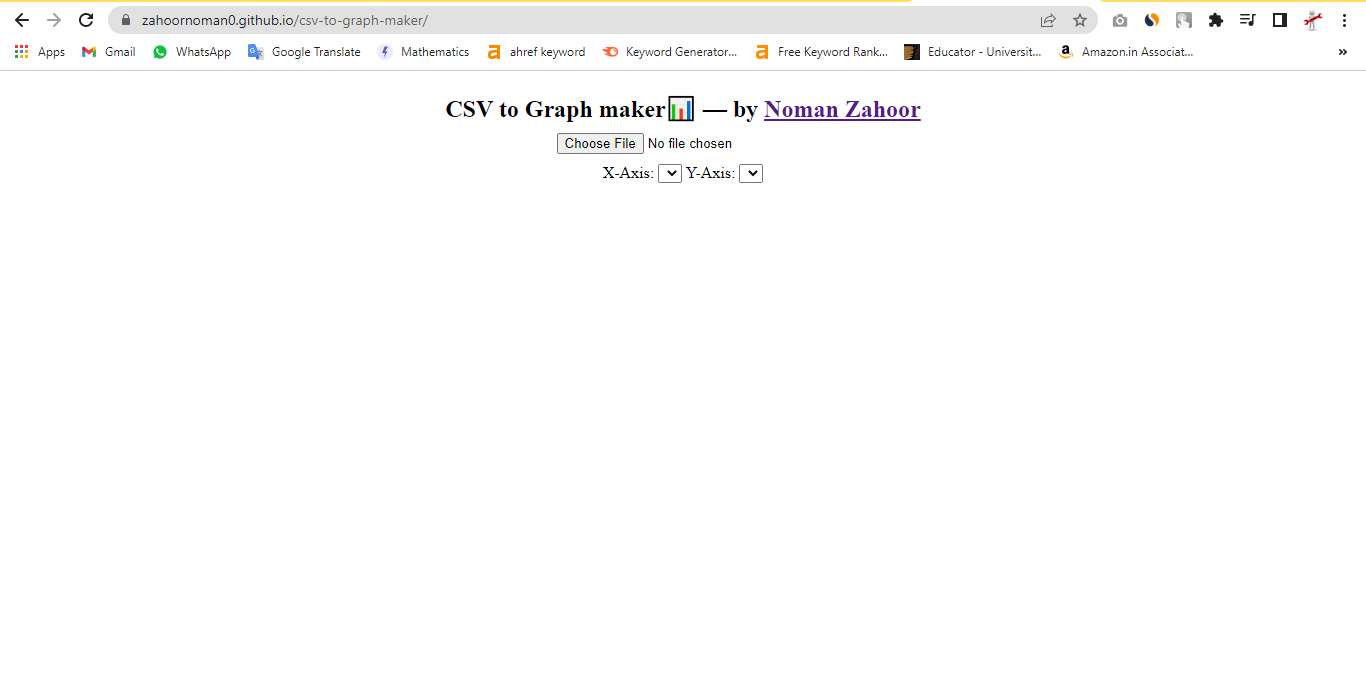 zahoornoman0.github.io/csv-to-graph-maker/
Apps Gmail WhatsApp Google Translate Mathematics ahref keyword Keyword Generator... Free Keyword Rank... Educator - Universit... Amazon.in Associat... »
CSV to Graph maker📊 — by Noman Zahoor
Choose File No file chosen
X-Axis: Y-Axis: